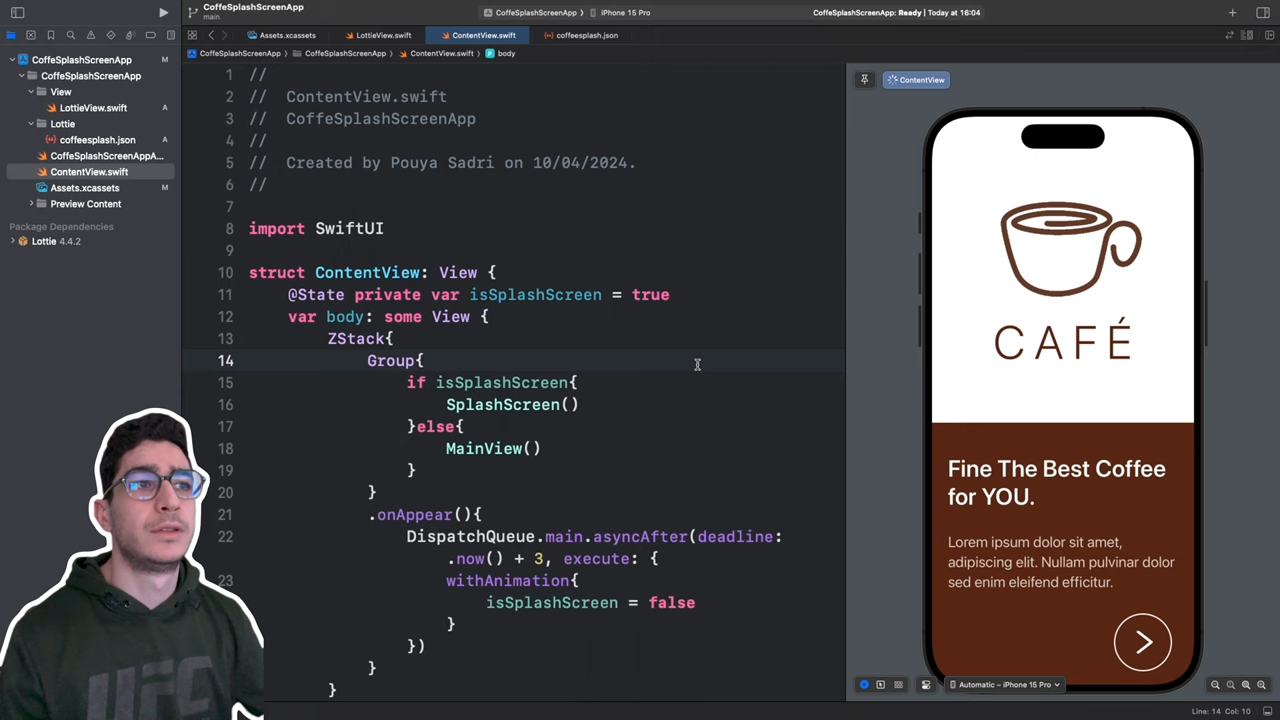 CoffeSplashScreenApp
main
CoffeSplashScreenApp
iPhone 15 Pro
CoffeSplashScreenApp: Ready | Today at 16:04
Assets.xcassets
LottieView.swift
ContentView.swift
coffeesplash.json
CoffeSplashScreenApp
CoffeSplashScreenApp
ContentView.swift
body
CoffeSplashScreenApp M
CoffeSplashScreenApp
View
LottieView.swift A
Lottie
coffeesplash.json A
CoffeSplashScreenAppA...
ContentView.swift
Assets.xcassets M
Preview Content
Package Dependencies
Lottie 4.4.2
1 //
2 // ContentView.swift
3 // CoffeSplashScreenApp
4 //
5 // Created by Pouya Sadri on 10/04/2024.
6 //
7
8 import SwiftUI
9
10 struct ContentView: View {
11 @State private var isSplashScreen = true
12 var body: some View {
13 ZStack{
14 Group{
15 if isSplashScreen{
16 SplashScreen()
17 }else{
18 MainView()
19 }
20 }
21 .onAppear(){
22 DispatchQueue.main.asyncAfter(deadline:
.now() + 3, execute: {
23 withAnimation{
isSplashScreen = false
}
})
}
}
ContentView
CAFÉ
Fine The Best Coffee
for YOU.
Lorem ipsum dolor sit amet,
adipiscing elit. Nullam pulvinar dolor
sed enim eleifend efficitur.
Automatic – iPhone 15 Pro
Line: 14 Col: 10
UFC